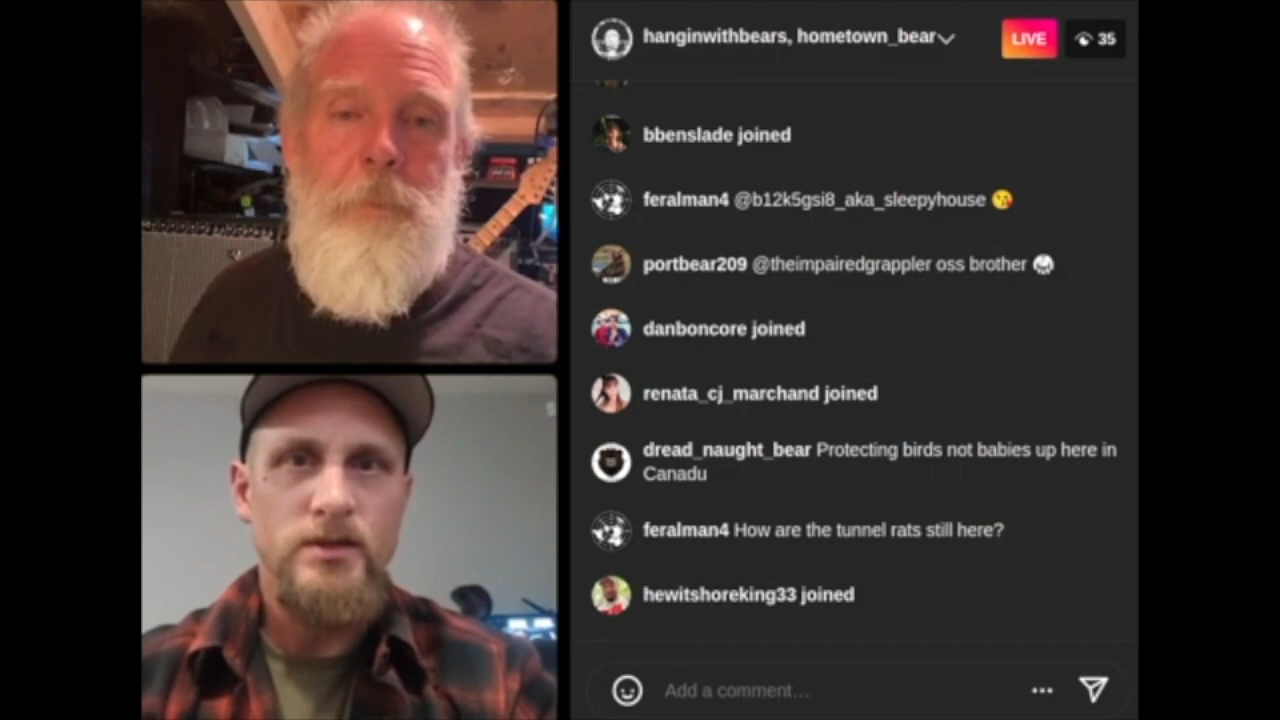 hanginwithbears, hometown_bear
LIVE
35
bbenslade joined
feralman4 @b12k5gsi8_aka_sleepyhouse 😘
portbear209 @theimpairedgrappler oss brother
danboncore joined
renata_cj_marchand joined
dread_naught_bear Protecting birds not babies up here in
Canadu
feralman4 How are the tunnel rats still here?
hewitshoreking33 joined
Add a comment…